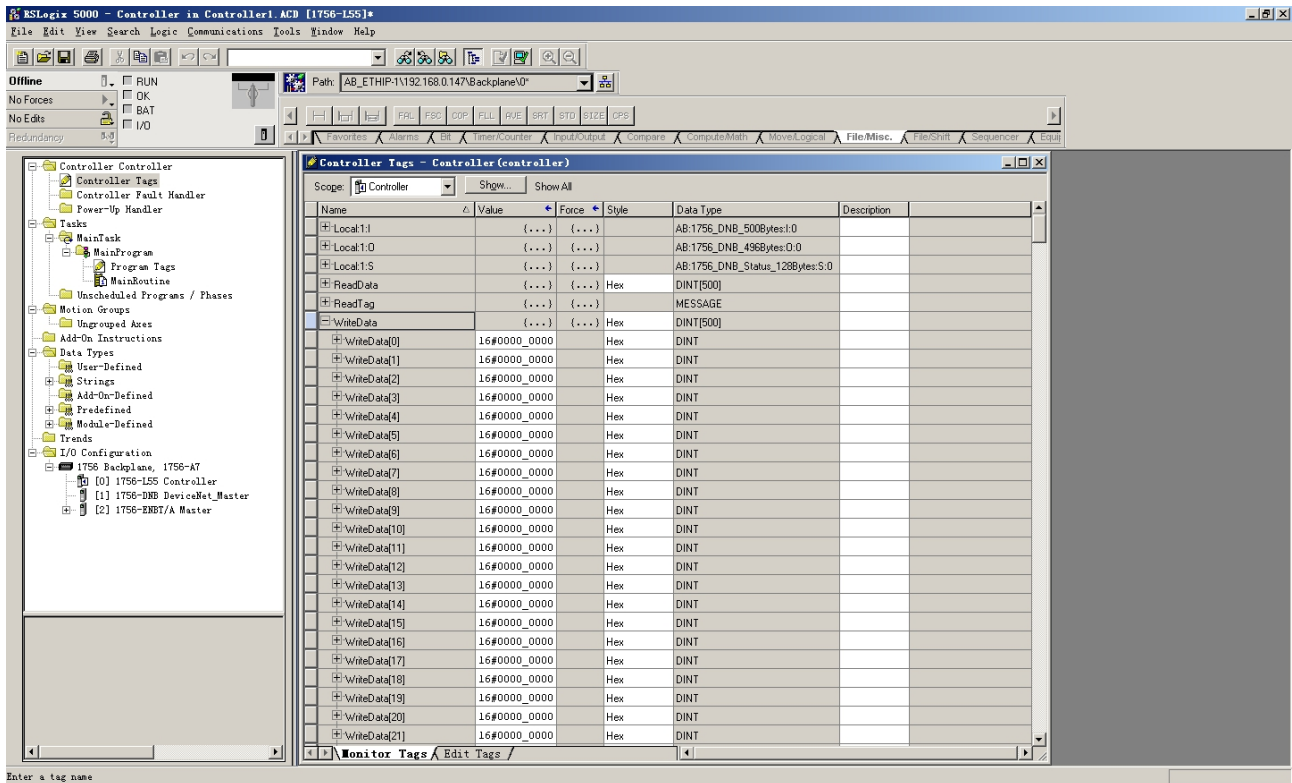 RSLogix 5000 - Controller in Controller1.ACD [1756-L55]*
File Edit View Search Logic Communications Tools Window Help
Offline
RUN
No Forces
OK
No Edits
BAT
Redundancy
I/O
Path: AB_ETHIP-1\192.168.0.147\Backplane\0*
FAL FSC COP FLL AVE SRT STD SIZE CPS
Favorites Alarms Bit Timer/Counter Input/Output Compare Compute/Math Move/Logical File/Misc. File/Shift Sequencer Equip
Controller Controller
Controller Tags
Controller Fault Handler
Power-Up Handler
Tasks
MainTask
MainProgram
Program Tags
MainRoutine
Unscheduled Programs / Phases
Motion Groups
Ungrouped Axes
Add-On Instructions
Data Types
User-Defined
Strings
Add-On-Defined
Predefined
Module-Defined
Trends
I/O Configuration
1756 Backplane, 1756-A7
[0] 1756-L55 Controller
[1] 1756-DNB DeviceNet_Master
[2] 1756-ENBT/A Master
Controller Tags - Controller(controller)
Scope: Controller Show... Show All
Name Value Force Style Data Type Description
Local:1:I {...} {...} AB:1756_DNB_500Bytes:I:0
Local:1:O {...} {...} AB:1756_DNB_496Bytes:O:0
Local:1:S {...} {...} AB:1756_DNB_Status_128Bytes:S:0
ReadData {...} {...} Hex DINT[500]
ReadTag {...} {...} MESSAGE
WriteData {...} {...} Hex DINT[500]
WriteData[0] 16#0000_0000 Hex DINT
WriteData[1] 16#0000_0000 Hex DINT
WriteData[2] 16#0000_0000 Hex DINT
WriteData[3] 16#0000_0000 Hex DINT
WriteData[4] 16#0000_0000 Hex DINT
WriteData[5] 16#0000_0000 Hex DINT
WriteData[6] 16#0000_0000 Hex DINT
WriteData[7] 16#0000_0000 Hex DINT
WriteData[8] 16#0000_0000 Hex DINT
WriteData[9] 16#0000_0000 Hex DINT
WriteData[10] 16#0000_0000 Hex DINT
WriteData[11] 16#0000_0000 Hex DINT
WriteData[12] 16#0000_0000 Hex DINT
WriteData[13] 16#0000_0000 Hex DINT
WriteData[14] 16#0000_0000 Hex DINT
WriteData[15] 16#0000_0000 Hex DINT
WriteData[16] 16#0000_0000 Hex DINT
WriteData[17] 16#0000_0000 Hex DINT
WriteData[18] 16#0000_0000 Hex DINT
WriteData[19] 16#0000_0000 Hex DINT
WriteData[20] 16#0000_0000 Hex DINT
WriteData[21] 16#0000_0000 Hex DINT
Monitor Tags Edit Tags
Enter a tag name